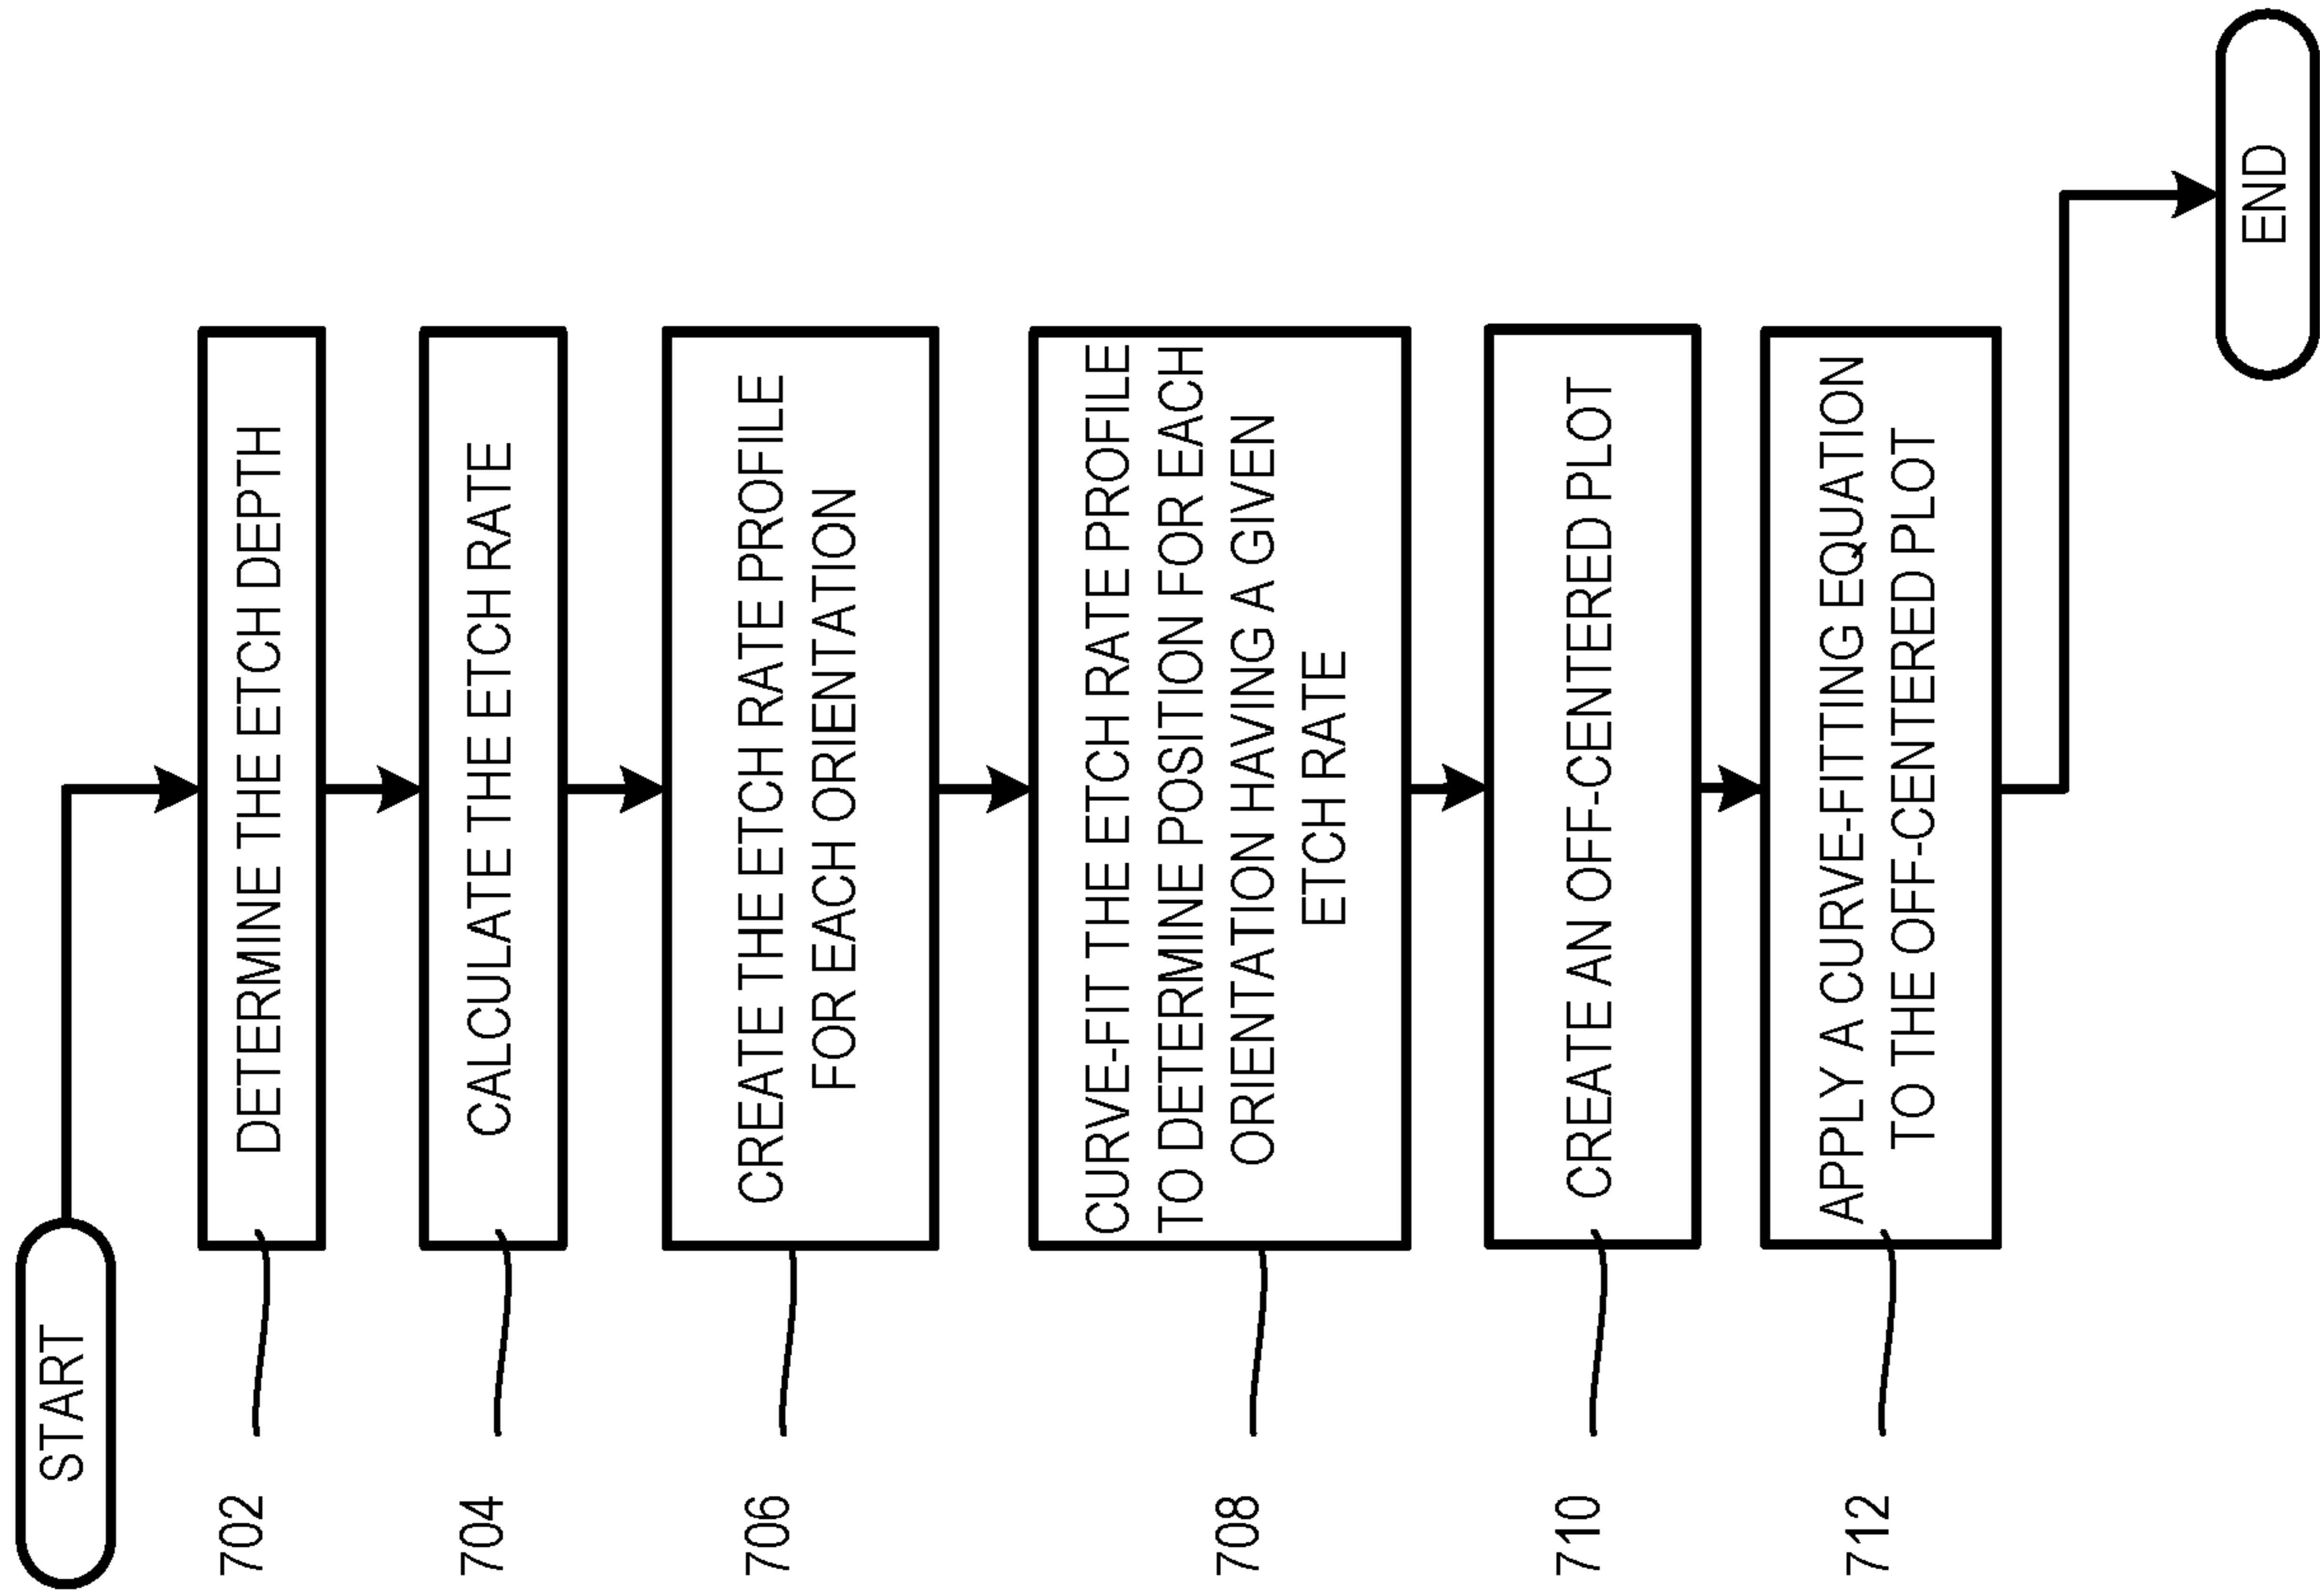 START
702
DETERMINE THE ETCH DEPTH
704
CALCULATE THE ETCH RATE
706
CREATE THE ETCH RATE PROFILE
FOR EACH ORIENTATION
708
CURVE-FIT THE ETCH RATE PROFILE
TO DETERMINE POSITION FOR EACH
ORIENTATION HAVING A GIVEN
ETCH RATE
710
CREATE AN OFF-CENTERED PLOT
712
APPLY A CURVE-FITTING EQUATION
TO THE OFF-CENTERED PLOT
END